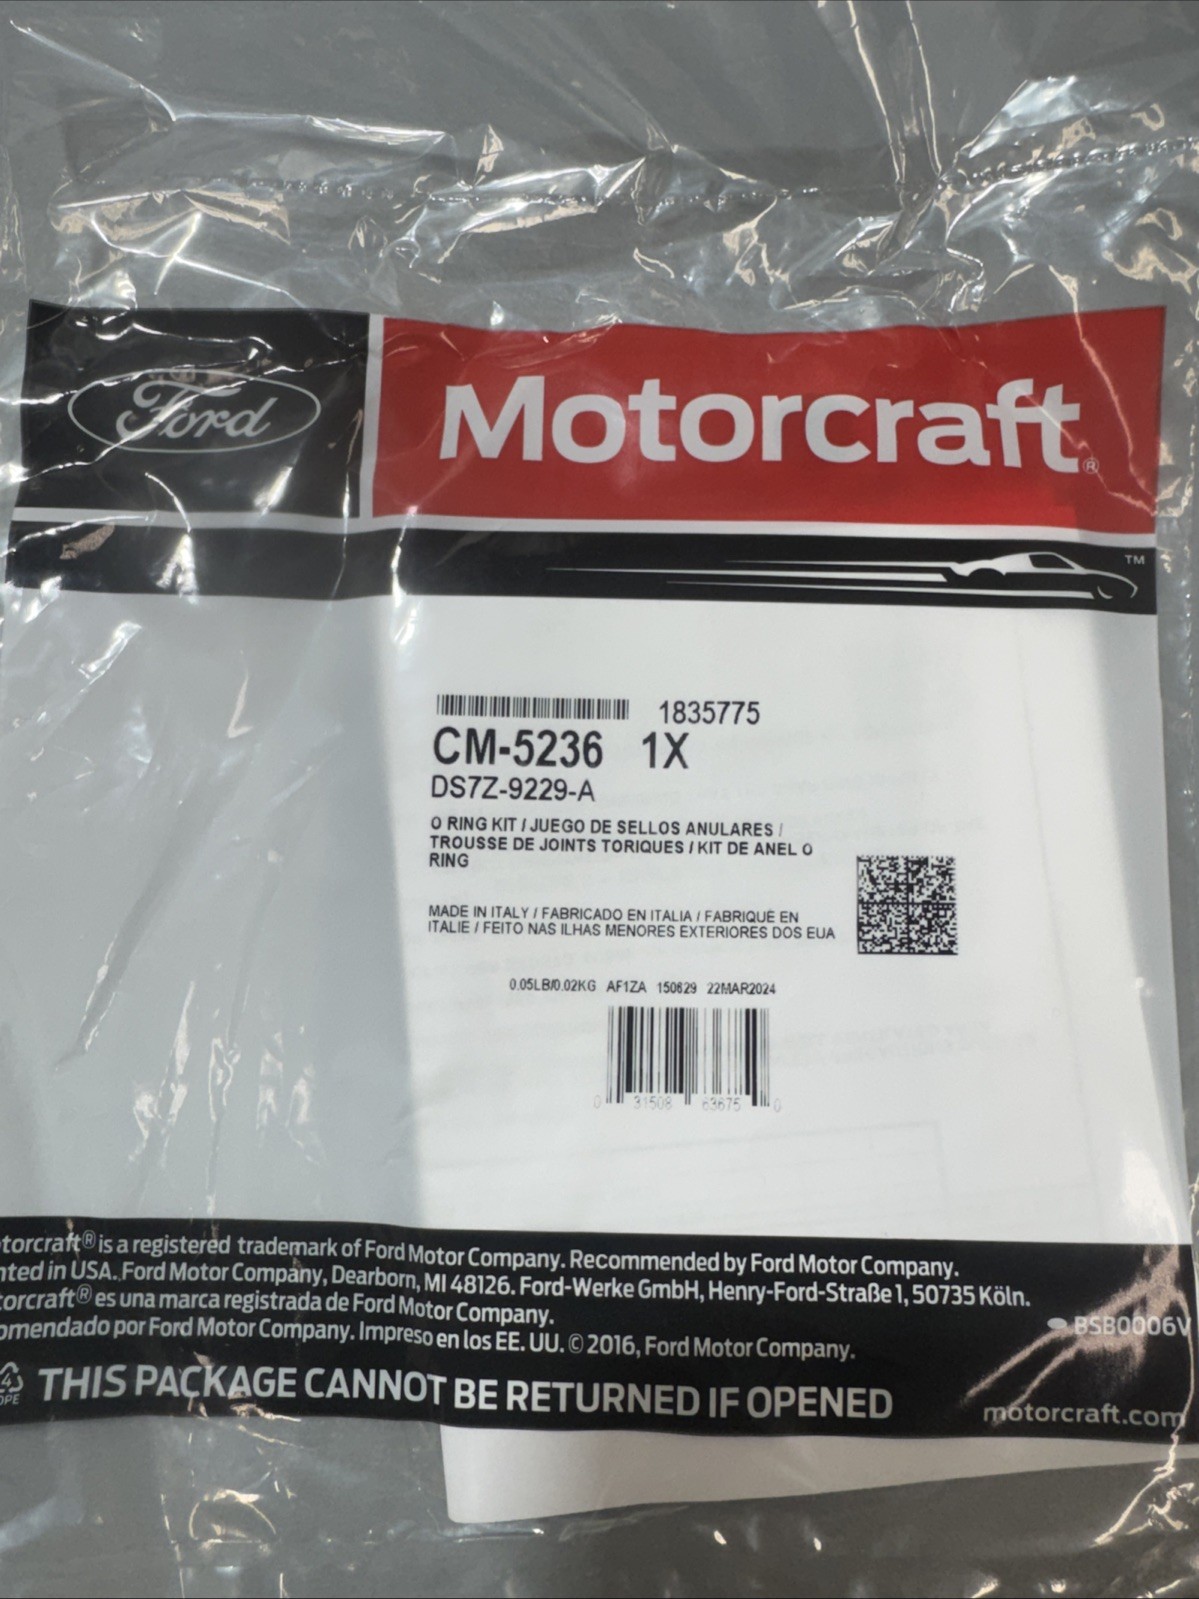 Ford
Motorcraft®
™
1835775
CM-5236 1X
DS7Z-9229-A
O RING KIT / JUEGO DE SELLOS ANULARES /
TROUSSE DE JOINTS TORIQUES / KIT DE ANEL O
RING
MADE IN ITALY / FABRICADO EN ITALIA / FABRIQUÉ EN
ITALIE / FEITO NAS ILHAS MENORES EXTERIORES DOS EUA
0.05LB/0.02KG AF1ZA 150629 22MAR2024
0 31508 63675 0
torcraft® is a registered trademark of Ford Motor Company. Recommended by Ford Motor Company.
nted in USA. Ford Motor Company, Dearborn, MI 48126. Ford-Werke GmbH, Henry-Ford-Straße 1, 50735 Köln.
torcraft® es una marca registrada de Ford Motor Company.
omendado por Ford Motor Company. Impreso en los EE. UU. © 2016, Ford Motor Company.
BSB0006V
4
DPE
THIS PACKAGE CANNOT BE RETURNED IF OPENED
motorcraft.com